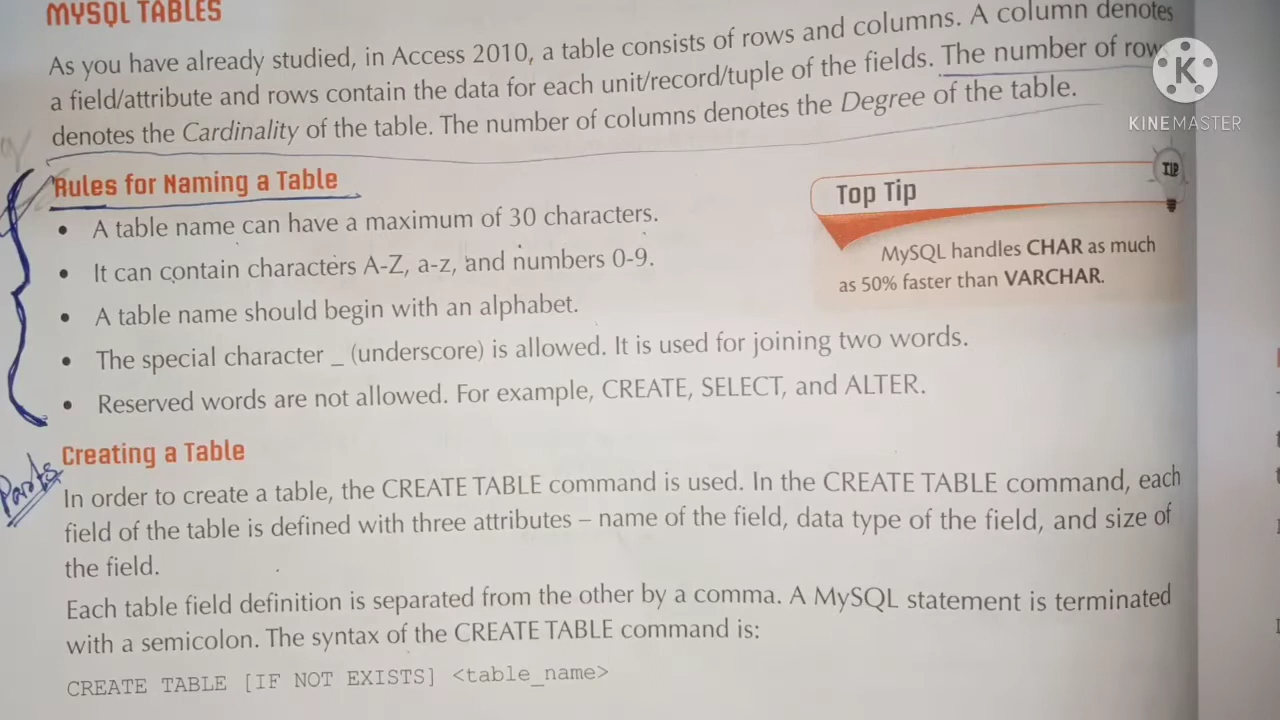 MYSQL TABLES
As you have already studied, in Access 2010, a table consists of rows and columns. A column denotes
a field/attribute and rows contain the data for each unit/record/tuple of the fields. The number of row
denotes the Cardinality of the table. The number of columns denotes the Degree of the table.
Rules for Naming a Table
• A table name can have a maximum of 30 characters.
• It can contain characters A-Z, a-z, and numbers 0-9.
• A table name should begin with an alphabet.
• The special character _ (underscore) is allowed. It is used for joining two words.
• Reserved words are not allowed. For example, CREATE, SELECT, and ALTER.
TIP
Top Tip
MySQL handles CHAR as much
as 50% faster than VARCHAR.
Creating a Table
Parts
In order to create a table, the CREATE TABLE command is used. In the CREATE TABLE command, each
field of the table is defined with three attributes – name of the field, data type of the field, and size of
the field.
Each table field definition is separated from the other by a comma. A MySQL statement is terminated
with a semicolon. The syntax of the CREATE TABLE command is:
CREATE TABLE [IF NOT EXISTS] <table_name>
K
KINEMASTER